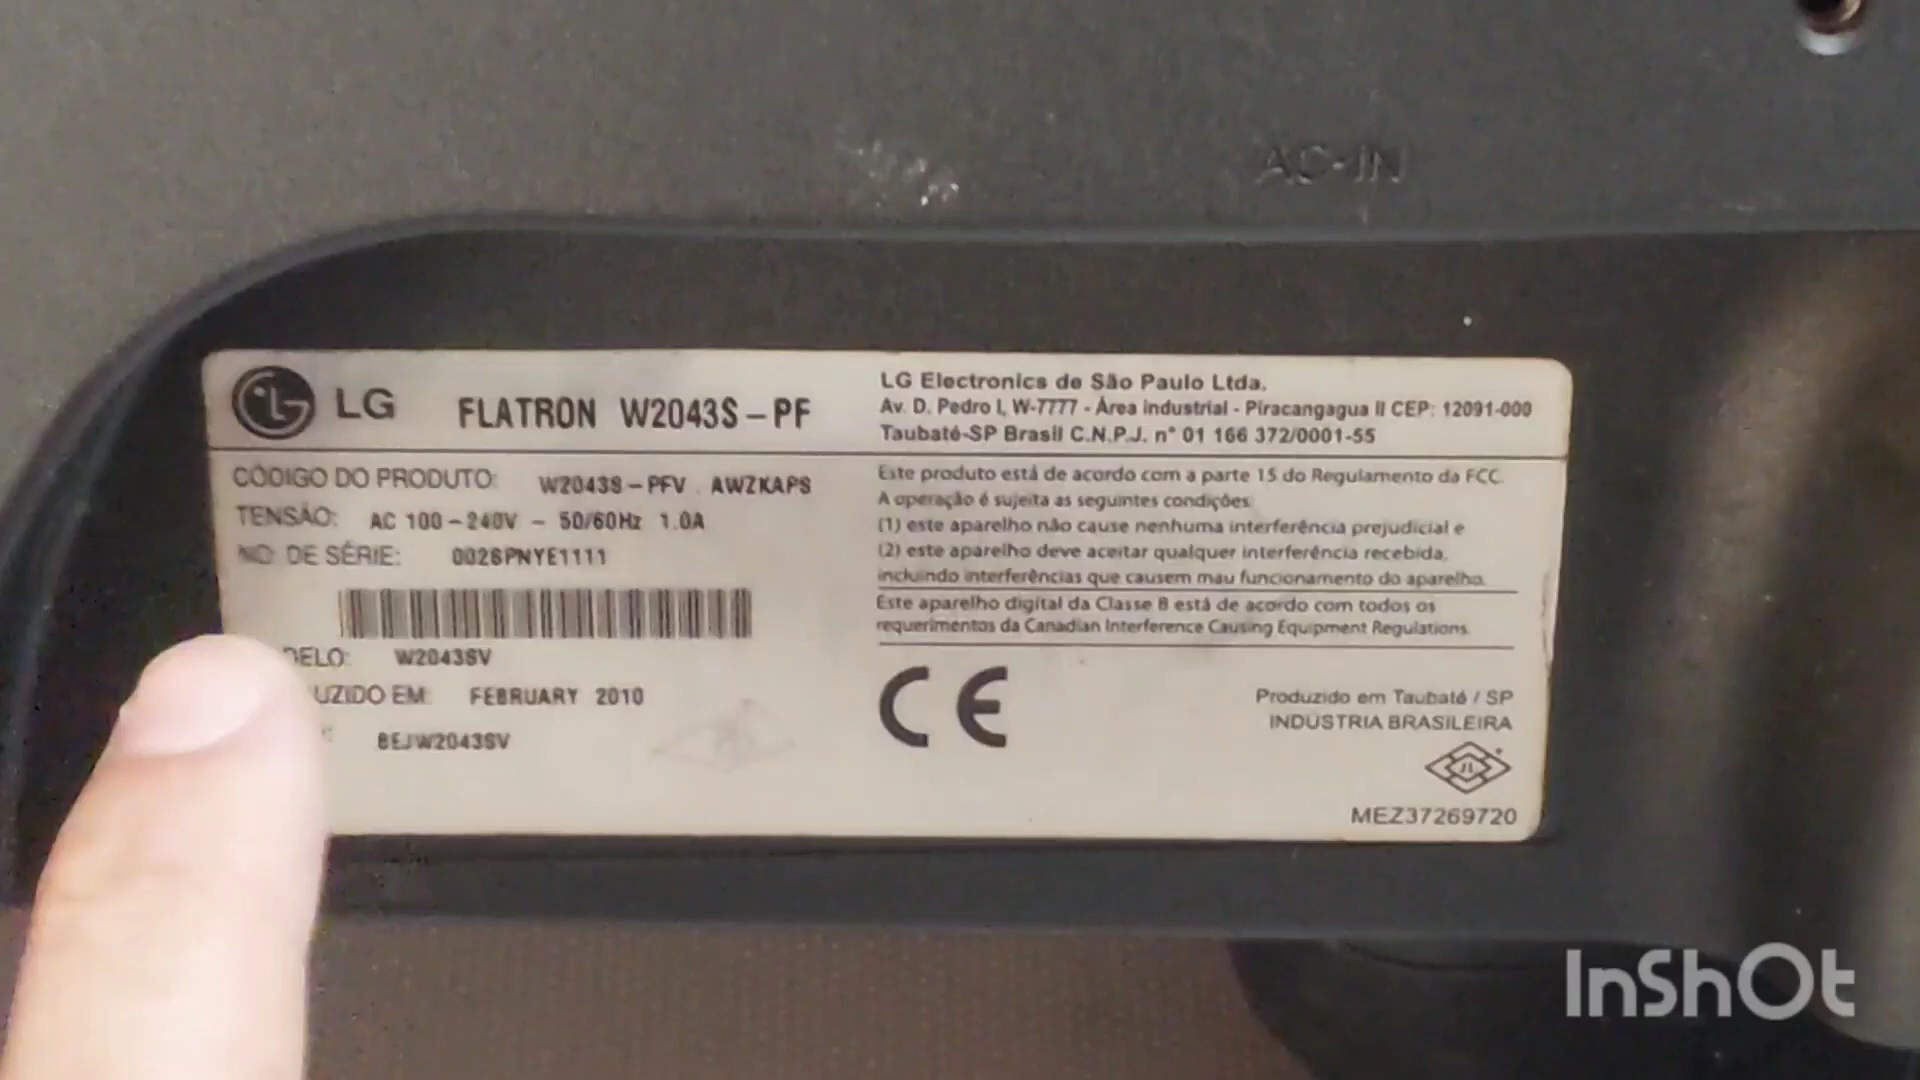 AC-IN
LG FLATRON W2043S-PF
LG Electronics de São Paulo Ltda.
Av. D. Pedro I, W-7777 - Área industrial - Piracangagua II CEP: 12091-000
Taubaté-SP Brasil C.N.P.J. n° 01 166 372/0001-55
CÓDIGO DO PRODUTO: W2043S-PFV . AWZKAPS
TENSÃO: AC 100-240V ~ 50/60Hz 1.0A
NO DE SÉRIE: 002SPNYE1111
DELO: W2043SV
UZIDO EM: FEBRUARY 2010
BEJW2043SV
Este produto está de acordo com a parte 15 do Regulamento da FCC.
A operação é sujeita as seguintes condições:
(1) este aparelho não cause nenhuma interferência prejudicial e
(2) este aparelho deve aceitar qualquer interferência recebida,
incluindo interferências que causem mau funcionamento do aparelho.
Este aparelho digital da Classe B está de acordo com todos os
requerimentos da Canadian Interference Causing Equipment Regulations.
CE
Produzido em Taubaté / SP
INDÚSTRIA BRASILEIRA
MEZ37269720
InShOt